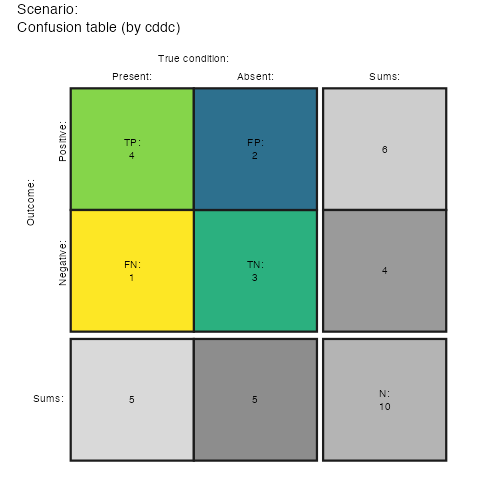 Scenario:
Confusion table (by cddc)
True condition:
Present:
Absent:
Sums:
Outcome:
Positive:
TP:
4
FP:
2
6
Negative:
FN:
1
TN:
3
4
Sums:
5
5
N:
10